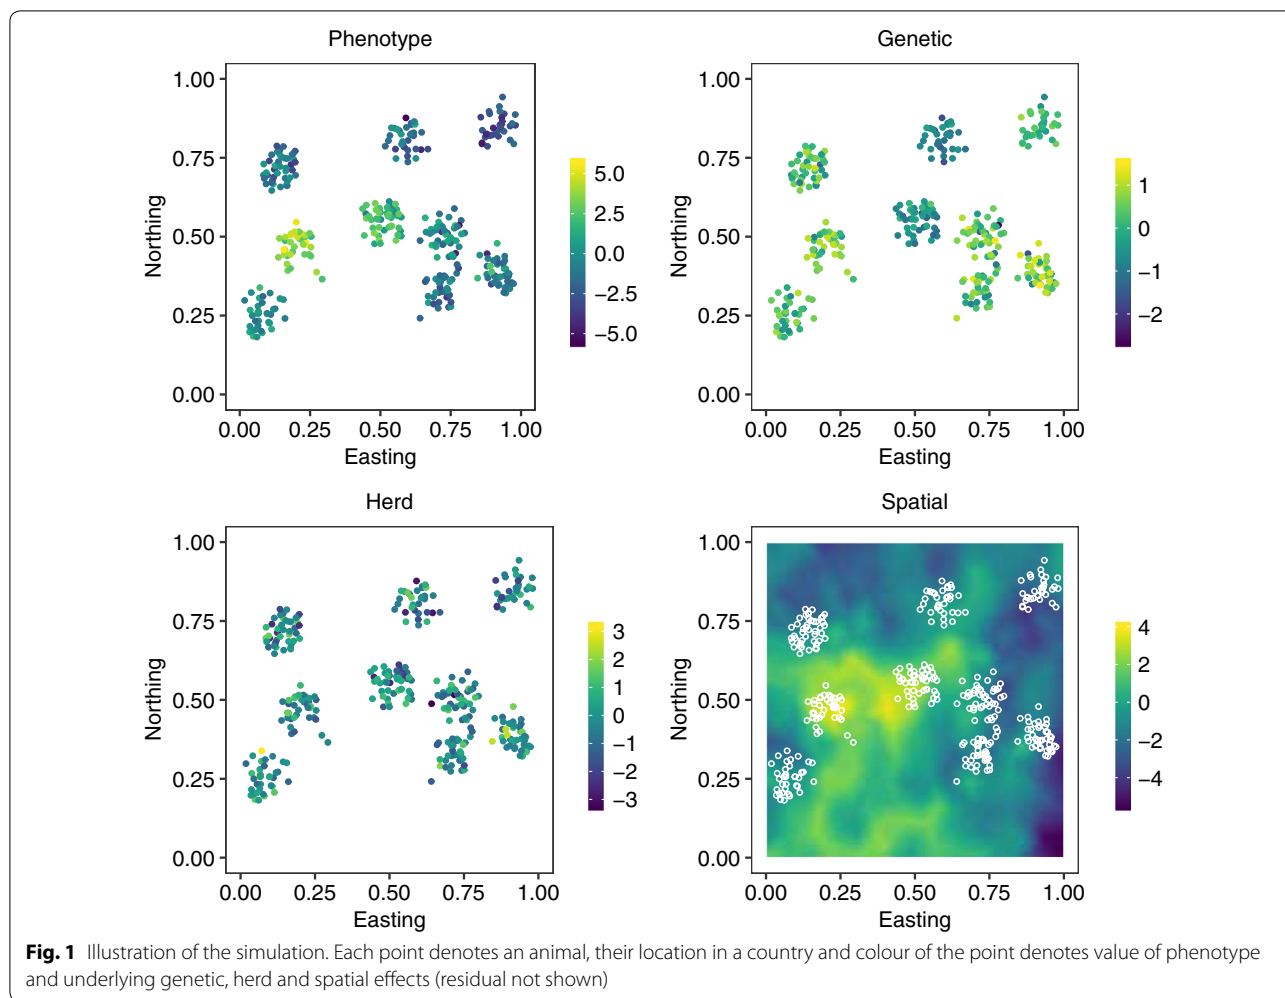 Phenotype
Genetic
Northing
1.00
0.75
0.50
0.25
0.00
0.00 0.25 0.50 0.75 1.00
Easting
5.0
2.5
0.0
−2.5
−5.0
Northing
1.00
0.75
0.50
0.25
0.00
0.00 0.25 0.50 0.75 1.00
Easting
1
0
−1
−2
Herd
Spatial
Northing
1.00
0.75
0.50
0.25
0.00
0.00 0.25 0.50 0.75 1.00
Easting
3
2
1
0
−1
−2
−3
Northing
1.00
0.75
0.50
0.25
0.00
0.00 0.25 0.50 0.75 1.00
Easting
4
2
0
−2
−4
Fig. 1 Illustration of the simulation. Each point denotes an animal, their location in a country and colour of the point denotes value of phenotype
and underlying genetic, herd and spatial effects (residual not shown)